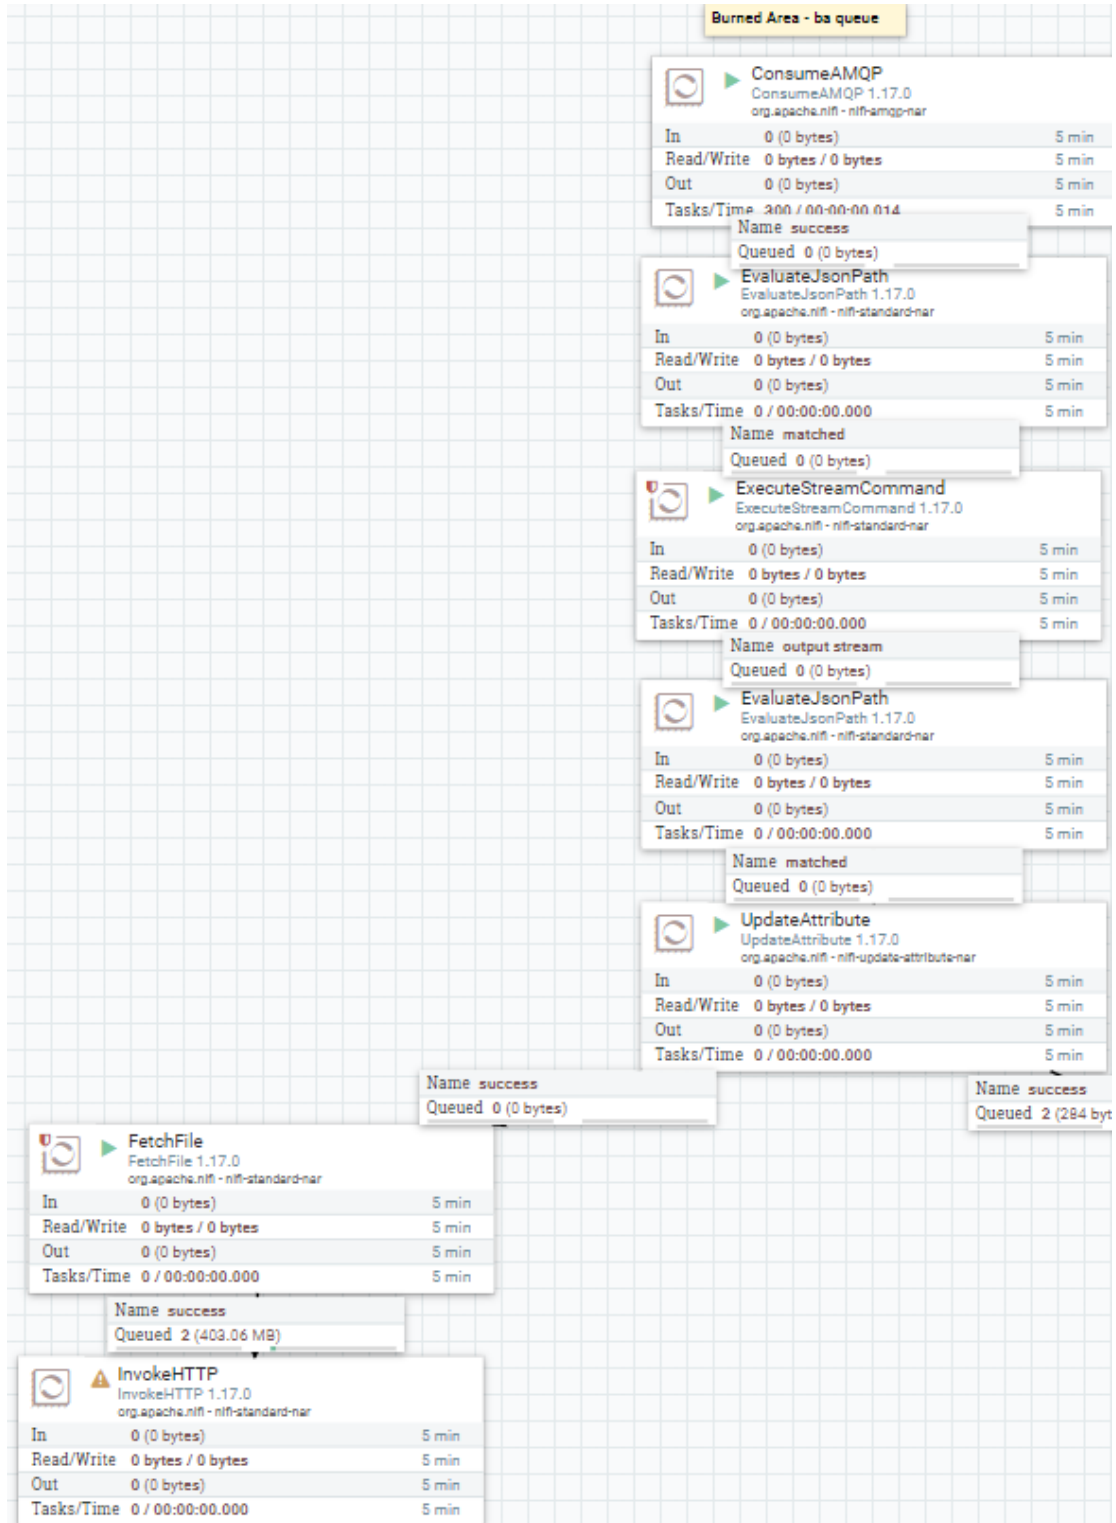 Burned Area - ba queue
ConsumeAMQP
ConsumeAMQP 1.17.0
org.apache.nifi - nifi-amqp-nar
In 0 (0 bytes) 5 min
Read/Write 0 bytes / 0 bytes 5 min
Out 0 (0 bytes) 5 min
Tasks/Time 300 / 00:00:00.014 5 min
Name success
Queued 0 (0 bytes)
EvaluateJsonPath
EvaluateJsonPath 1.17.0
org.apache.nifi - nifi-standard-nar
In 0 (0 bytes) 5 min
Read/Write 0 bytes / 0 bytes 5 min
Out 0 (0 bytes) 5 min
Tasks/Time 0 / 00:00:00.000 5 min
Name matched
Queued 0 (0 bytes)
ExecuteStreamCommand
ExecuteStreamCommand 1.17.0
org.apache.nifi - nifi-standard-nar
In 0 (0 bytes) 5 min
Read/Write 0 bytes / 0 bytes 5 min
Out 0 (0 bytes) 5 min
Tasks/Time 0 / 00:00:00.000 5 min
Name output stream
Queued 0 (0 bytes)
EvaluateJsonPath
EvaluateJsonPath 1.17.0
org.apache.nifi - nifi-standard-nar
In 0 (0 bytes) 5 min
Read/Write 0 bytes / 0 bytes 5 min
Out 0 (0 bytes) 5 min
Tasks/Time 0 / 00:00:00.000 5 min
Name matched
Queued 0 (0 bytes)
UpdateAttribute
UpdateAttribute 1.17.0
org.apache.nifi - nifi-update-attribute-nar
In 0 (0 bytes) 5 min
Read/Write 0 bytes / 0 bytes 5 min
Out 0 (0 bytes) 5 min
Tasks/Time 0 / 00:00:00.000 5 min
Name success
Queued 0 (0 bytes)
Name success
Queued 2 (284 byt
FetchFile
FetchFile 1.17.0
org.apache.nifi - nifi-standard-nar
In 0 (0 bytes) 5 min
Read/Write 0 bytes / 0 bytes 5 min
Out 0 (0 bytes) 5 min
Tasks/Time 0 / 00:00:00.000 5 min
Name success
Queued 2 (403.06 MB)
InvokeHTTP
InvokeHTTP 1.17.0
org.apache.nifi - nifi-standard-nar
In 0 (0 bytes) 5 min
Read/Write 0 bytes / 0 bytes 5 min
Out 0 (0 bytes) 5 min
Tasks/Time 0 / 00:00:00.000 5 min